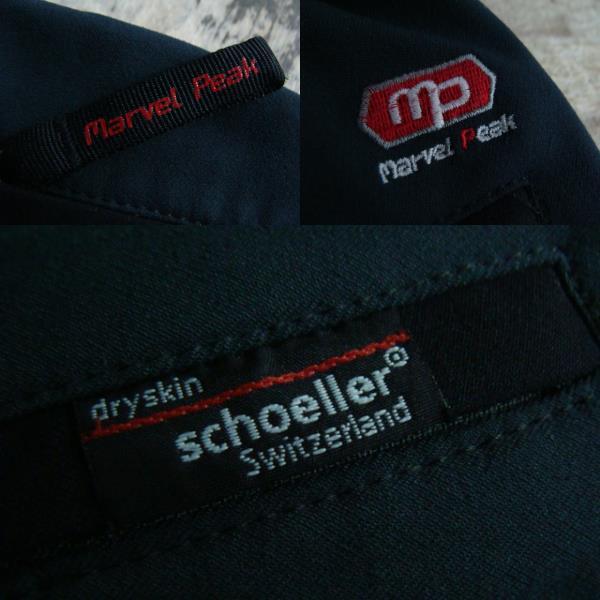 Marvel Peak
mp
Marvel Peak
dryskin
schoeller®
Switzerland